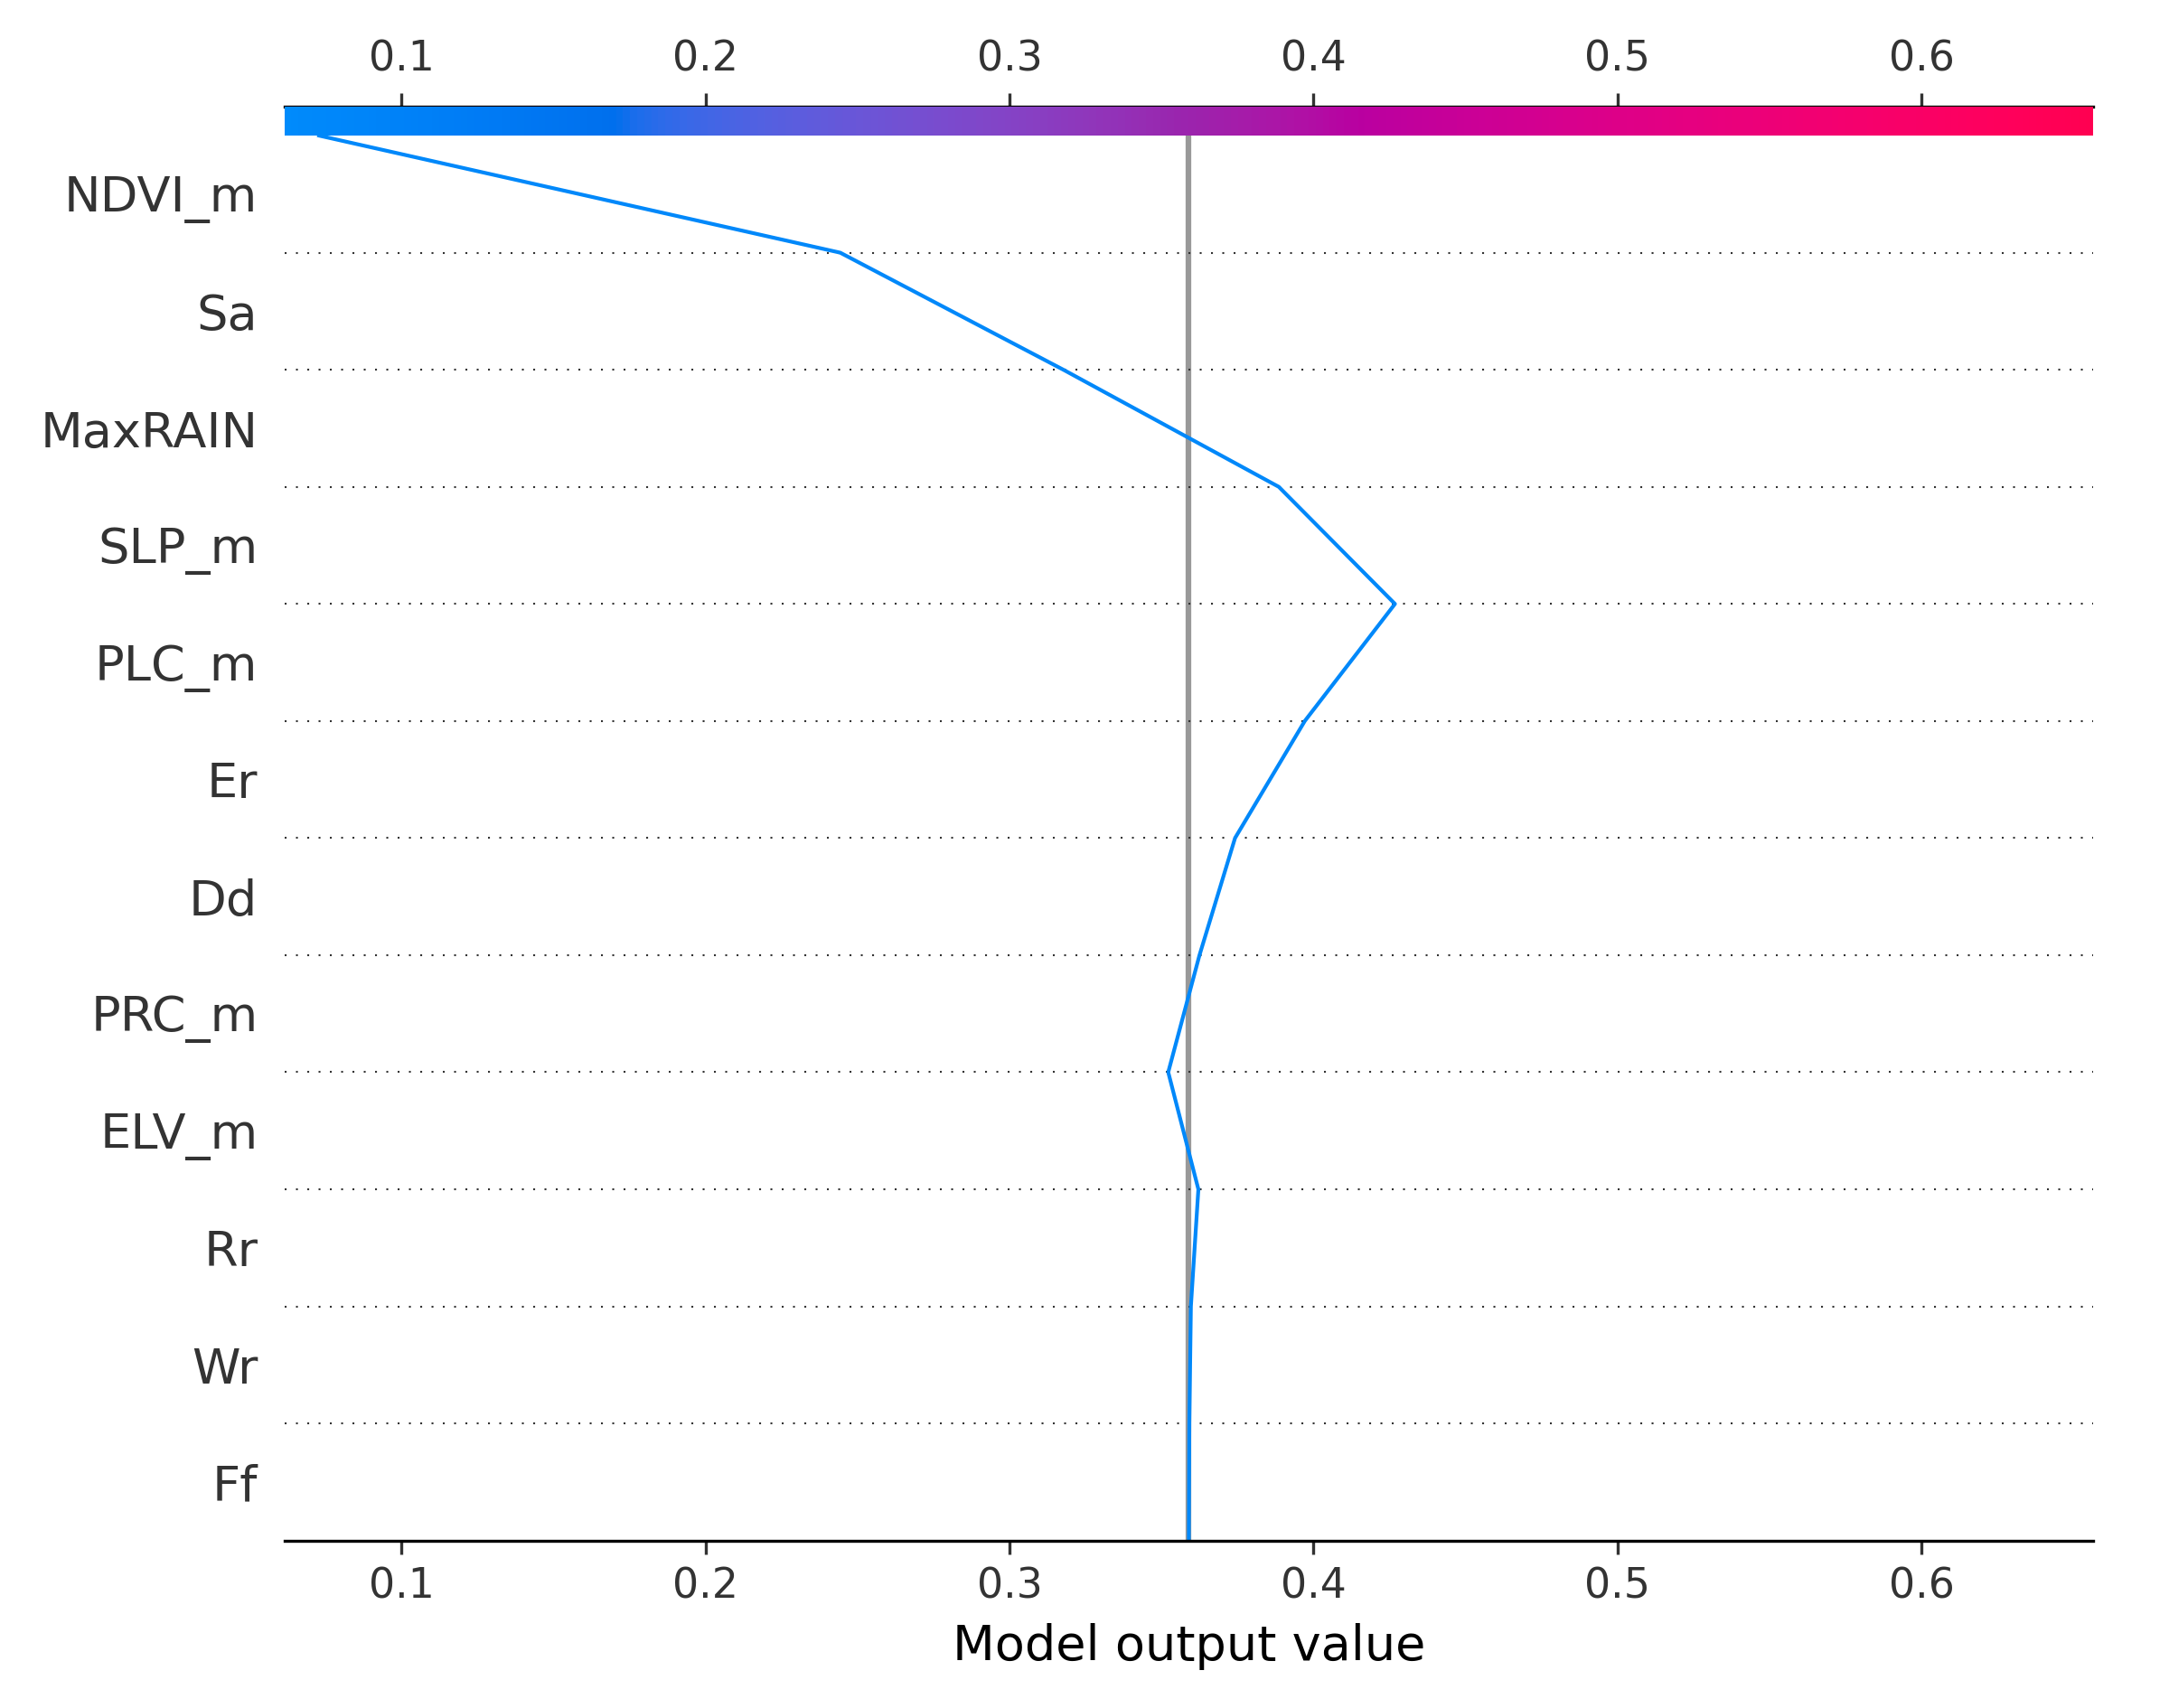 0.1 0.2 0.3 0.4 0.5 0.6
NDVI_m
Sa
MaxRAIN
SLP_m
PLC_m
Er
Dd
PRC_m
ELV_m
Rr
Wr
Ff
0.1 0.2 0.3 0.4 0.5 0.6
Model output value